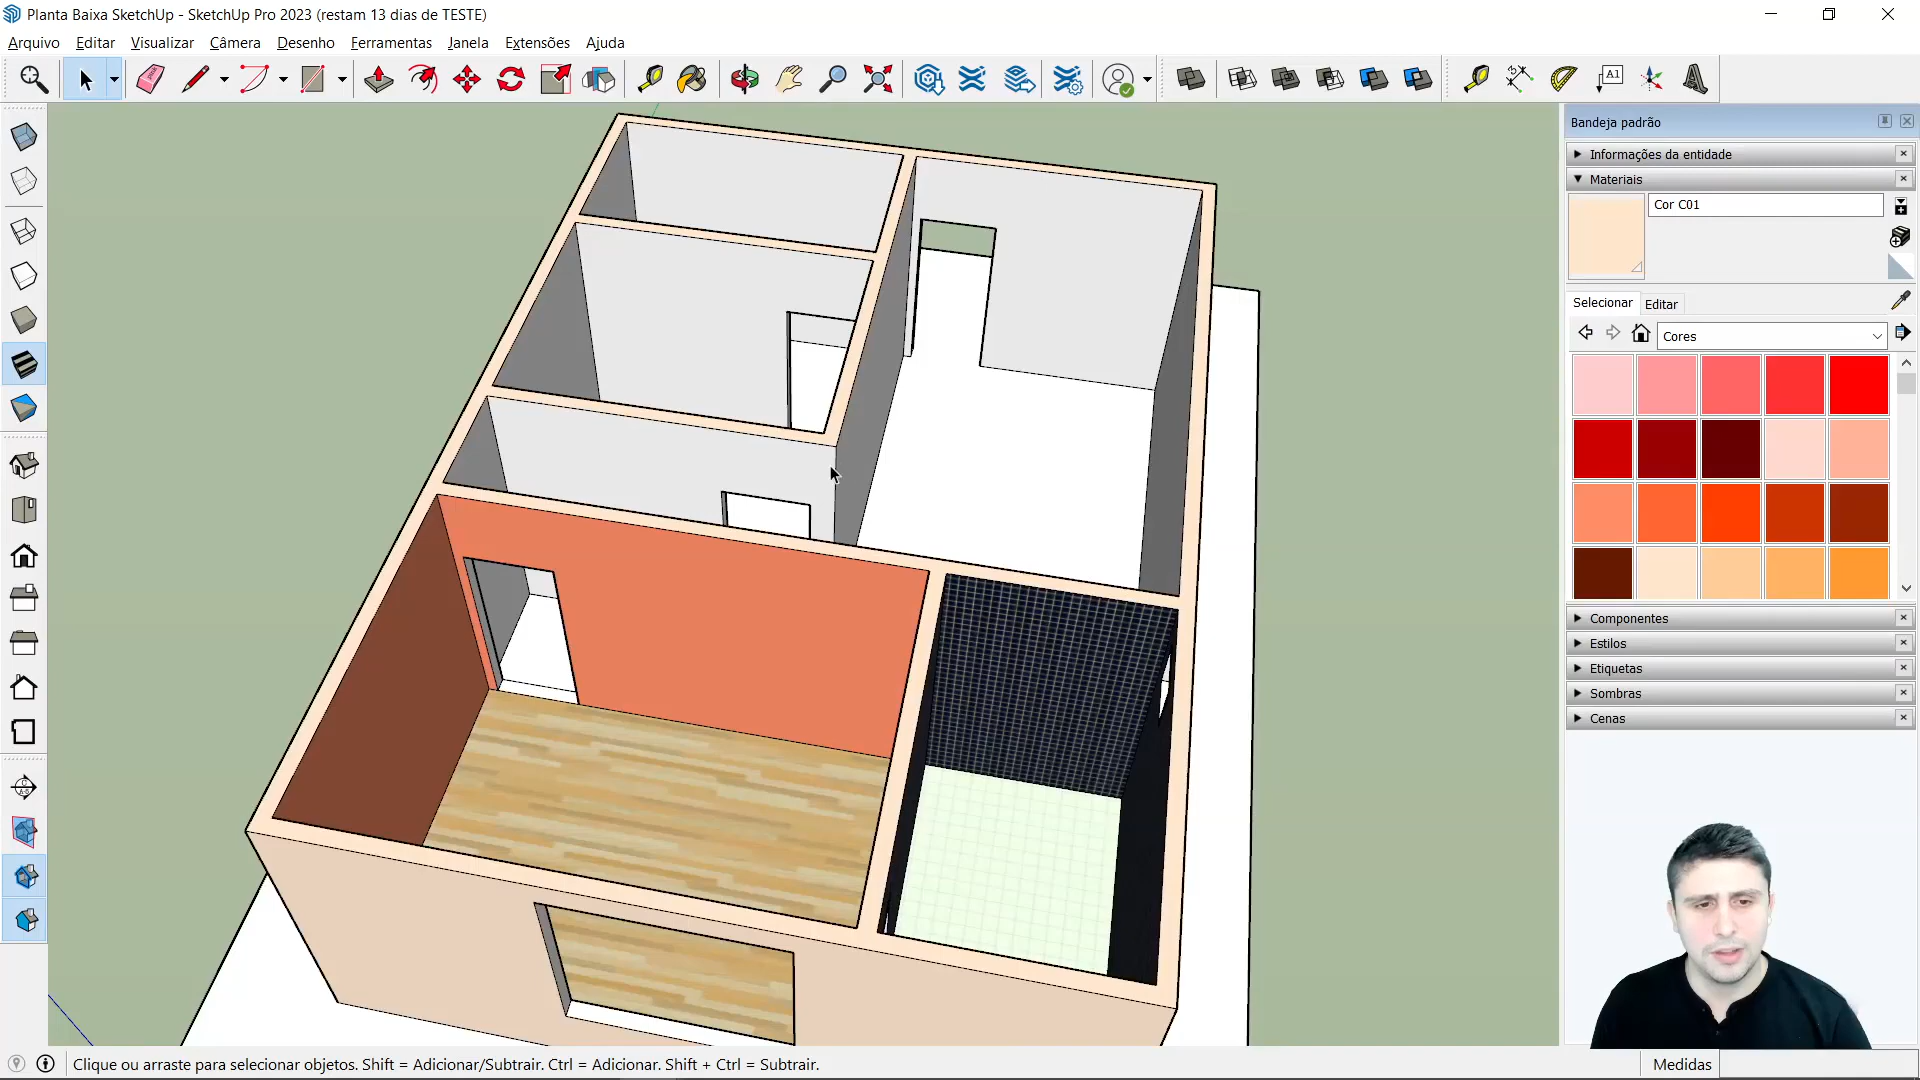 Planta Baixa SketchUp - SketchUp Pro 2023 (restam 13 dias de TESTE)
Arquivo Editar Visualizar Câmera Desenho Ferramentas Janela Extensões Ajuda
A1
Bandeja padrão
Informações da entidade
Materiais
Cor C01
Selecionar Editar
Cores
Componentes
Estilos
Etiquetas
Sombras
Cenas
Clique ou arraste para selecionar objetos. Shift = Adicionar/Subtrair. Ctrl = Adicionar. Shift + Ctrl = Subtrair.
Medidas